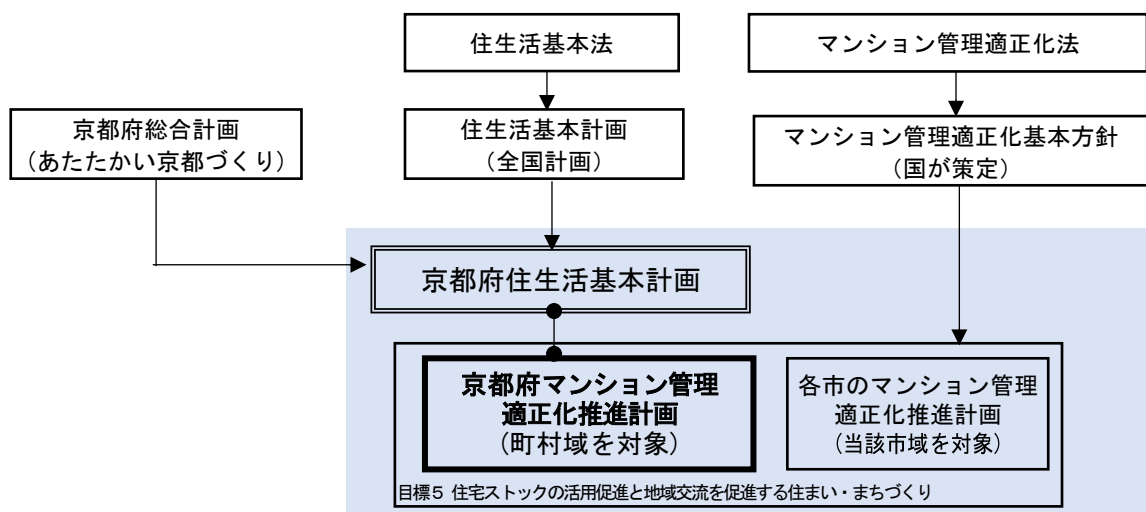 住生活基本法
マンション管理適正化法
京都府総合計画
（あたたかい京都づくり）
住生活基本計画
（全国計画）
マンション管理適正化基本方針
（国が策定）
京都府住生活基本計画
京都府マンション管理
適正化推進計画
（町村域を対象）
各市のマンション管理
適正化推進計画
（当該市域を対象）
目標５ 住宅ストックの活用促進と地域交流を促進する住まい・まちづくり